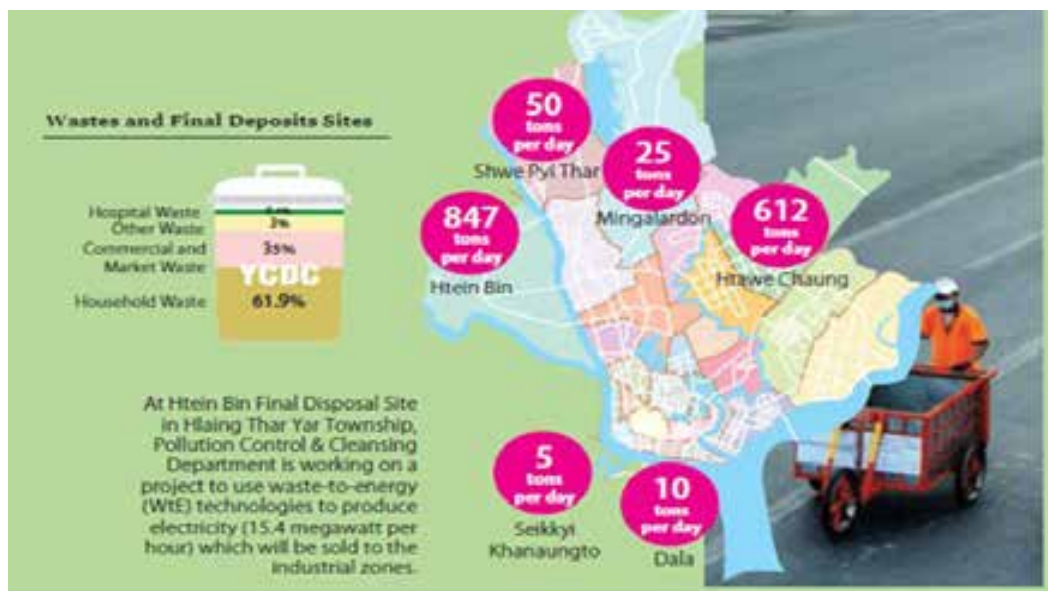 Wastes and Final Deposits Sites
Hospital Waste
Other Waste
3%
Commercial and
Market Waste
35%
YCDC
Household Waste
61.9%
At Htein Bin Final Disposal Site
in Hlaing Thar Yar Township,
Pollution Control & Cleansing
Department is working on a
project to use waste-to-energy
(WtE) technologies to produce
electricity (15.4 megawatt per
hour) which will be sold to the
industrial zones.
50
tons
per day
Shwe Pyi Thar
25
tons
per day
Mingalardon
847
tons
per day
Htein Bin
612
tons
per day
Htawe Chaung
5
tons
per day
Seikkyi
Khanaungto
10
tons
per day
Dala